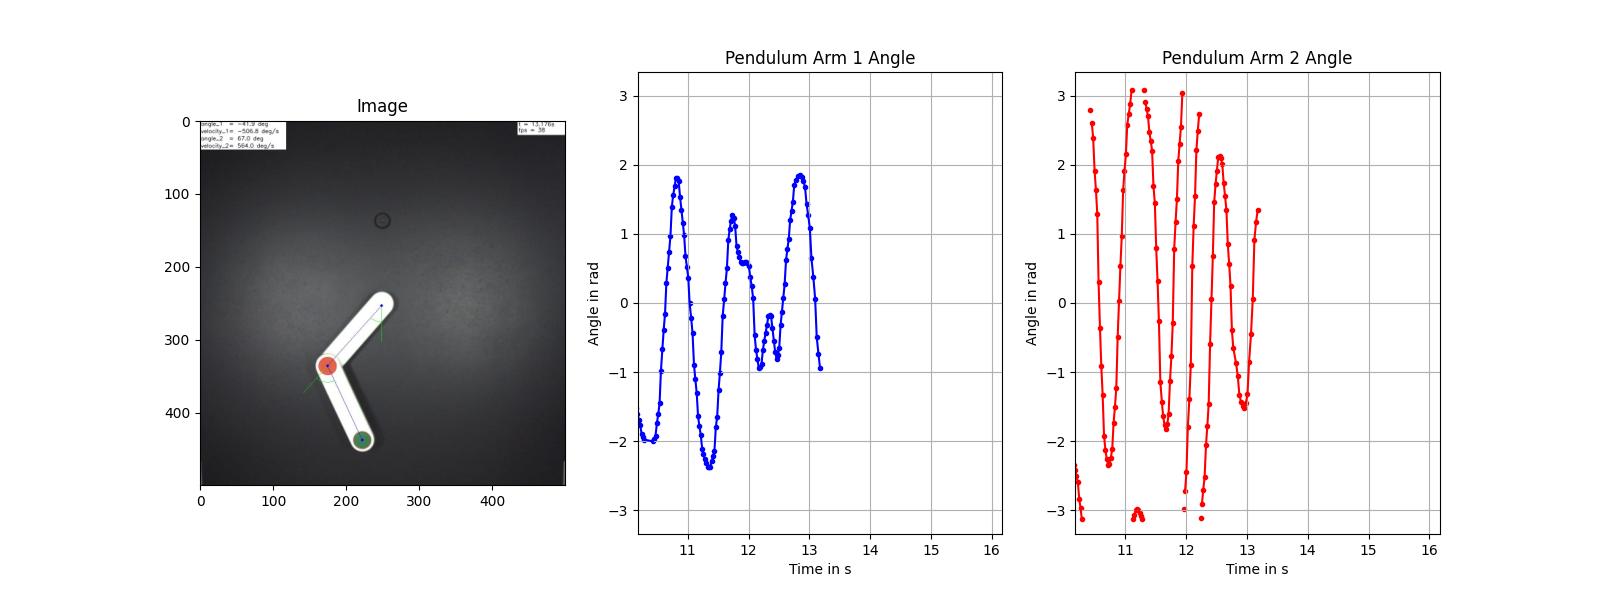 Image
angle_1 = -41.9 deg
velocity_1= -506.8 deg/s
angle_2 = 67.0 deg
velocity_2= 564.0 deg/s
t = 13.176s
fps = 38
0
100
200
300
400
0 100 200 300 400
Pendulum Arm 1 Angle
Angle in rad
3
2
1
0
−1
−2
−3
11 12 13 14 15 16
Time in s
Pendulum Arm 2 Angle
Angle in rad
3
2
1
0
−1
−2
−3
11 12 13 14 15 16
Time in s